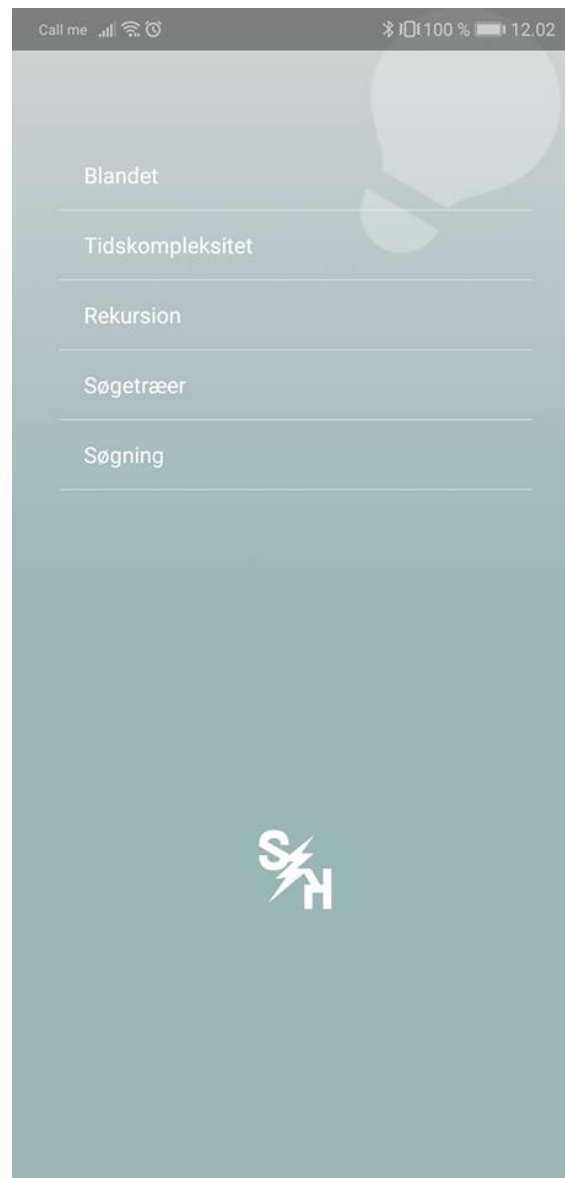 Call me 100 % 12.02
Blandet
Tidskompleksitet
Rekursion
Søgetræer
Søgning
S
R